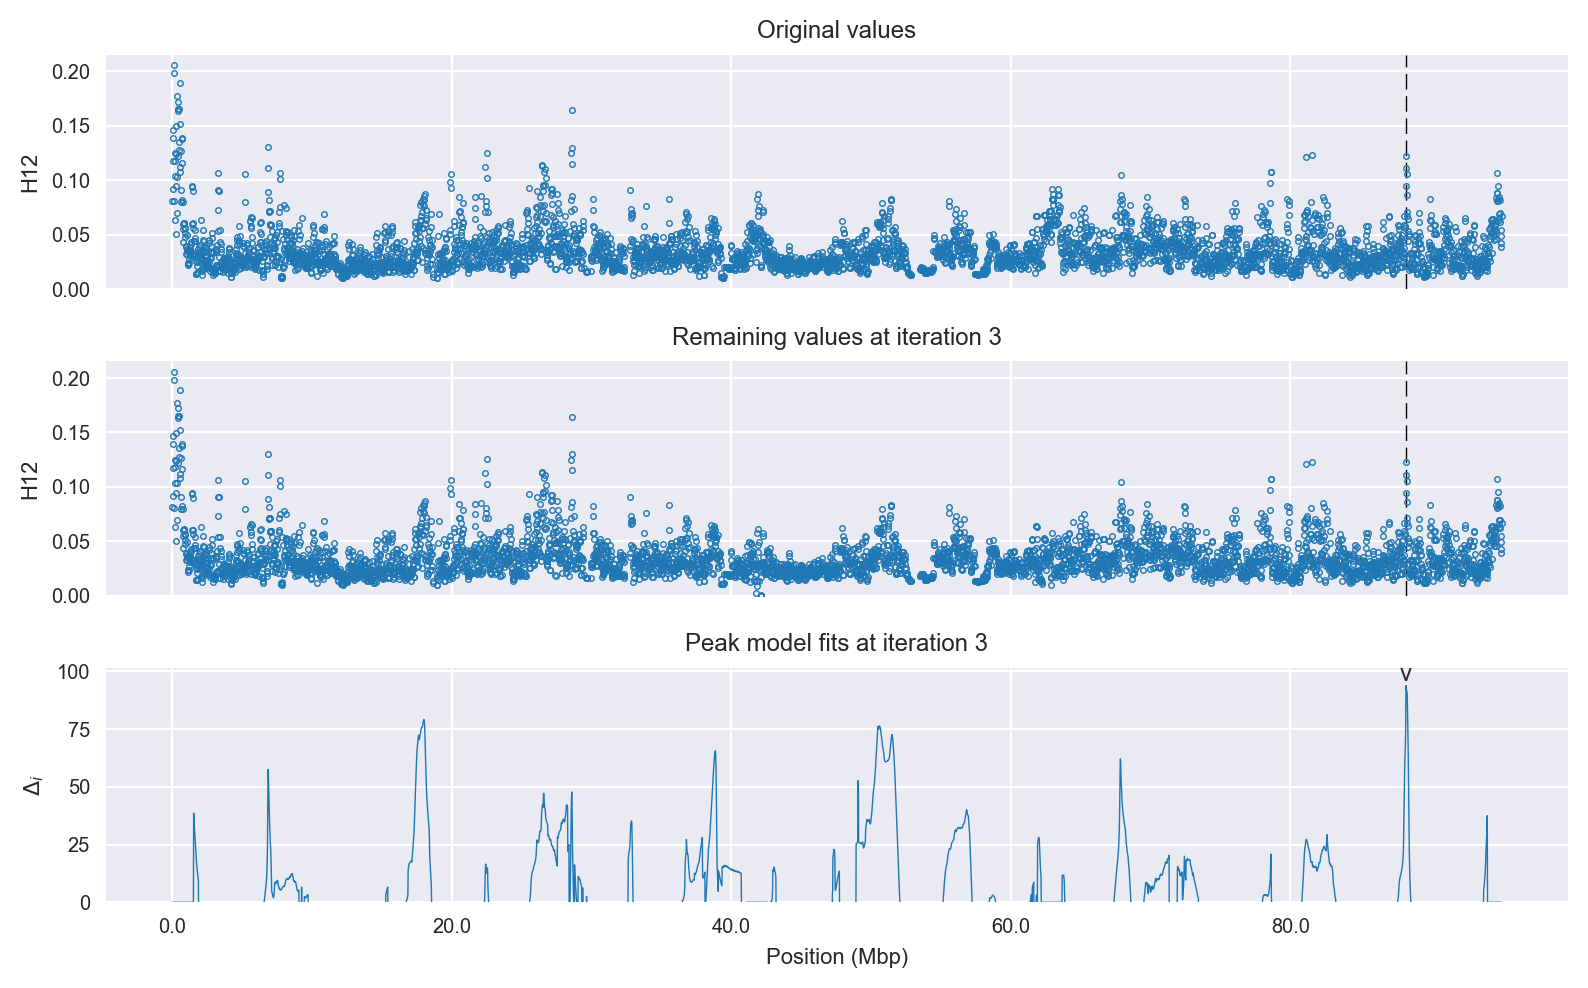 Original values
0.20
0.15
0.10
0.05
0.00
H12
Remaining values at iteration 3
0.20
0.15
0.10
0.05
0.00
H12
Peak model fits at iteration 3
v
100
75
50
25
0
Δi
0.0 20.0 40.0 60.0 80.0
Position (Mbp)